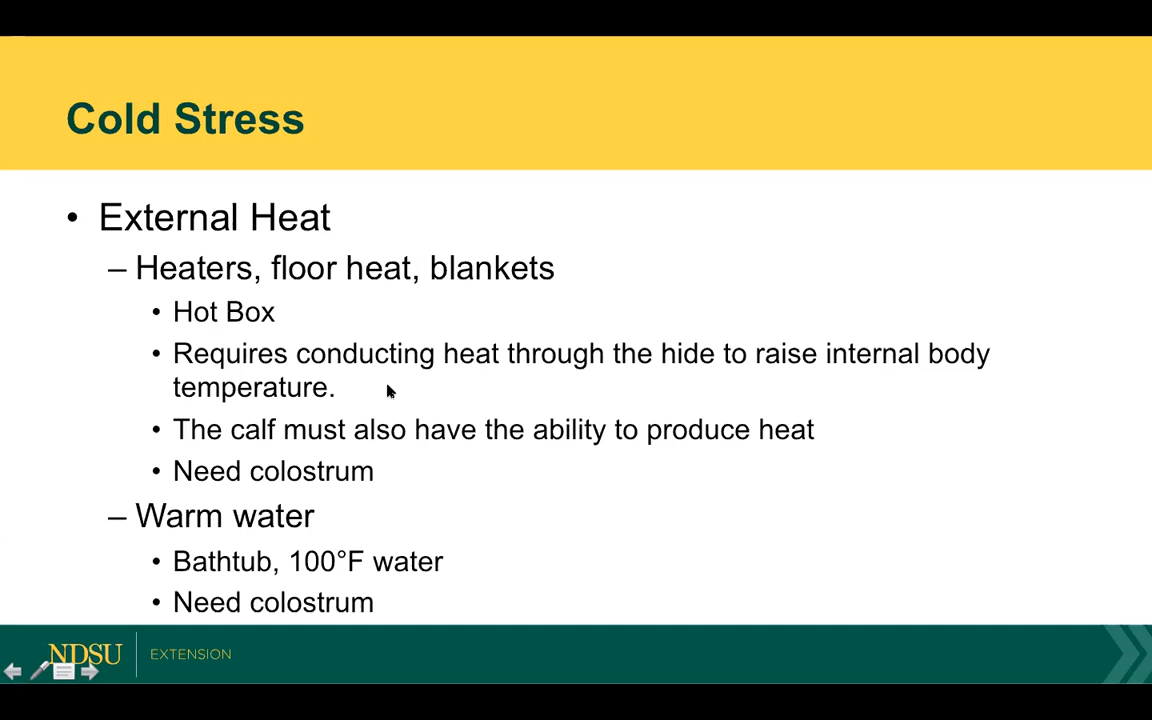 Cold Stress
• External Heat
– Heaters, floor heat, blankets
• Hot Box
• Requires conducting heat through the hide to raise internal body
temperature.
• The calf must also have the ability to produce heat
• Need colostrum
– Warm water
• Bathtub, 100°F water
• Need colostrum
NDSU EXTENSION